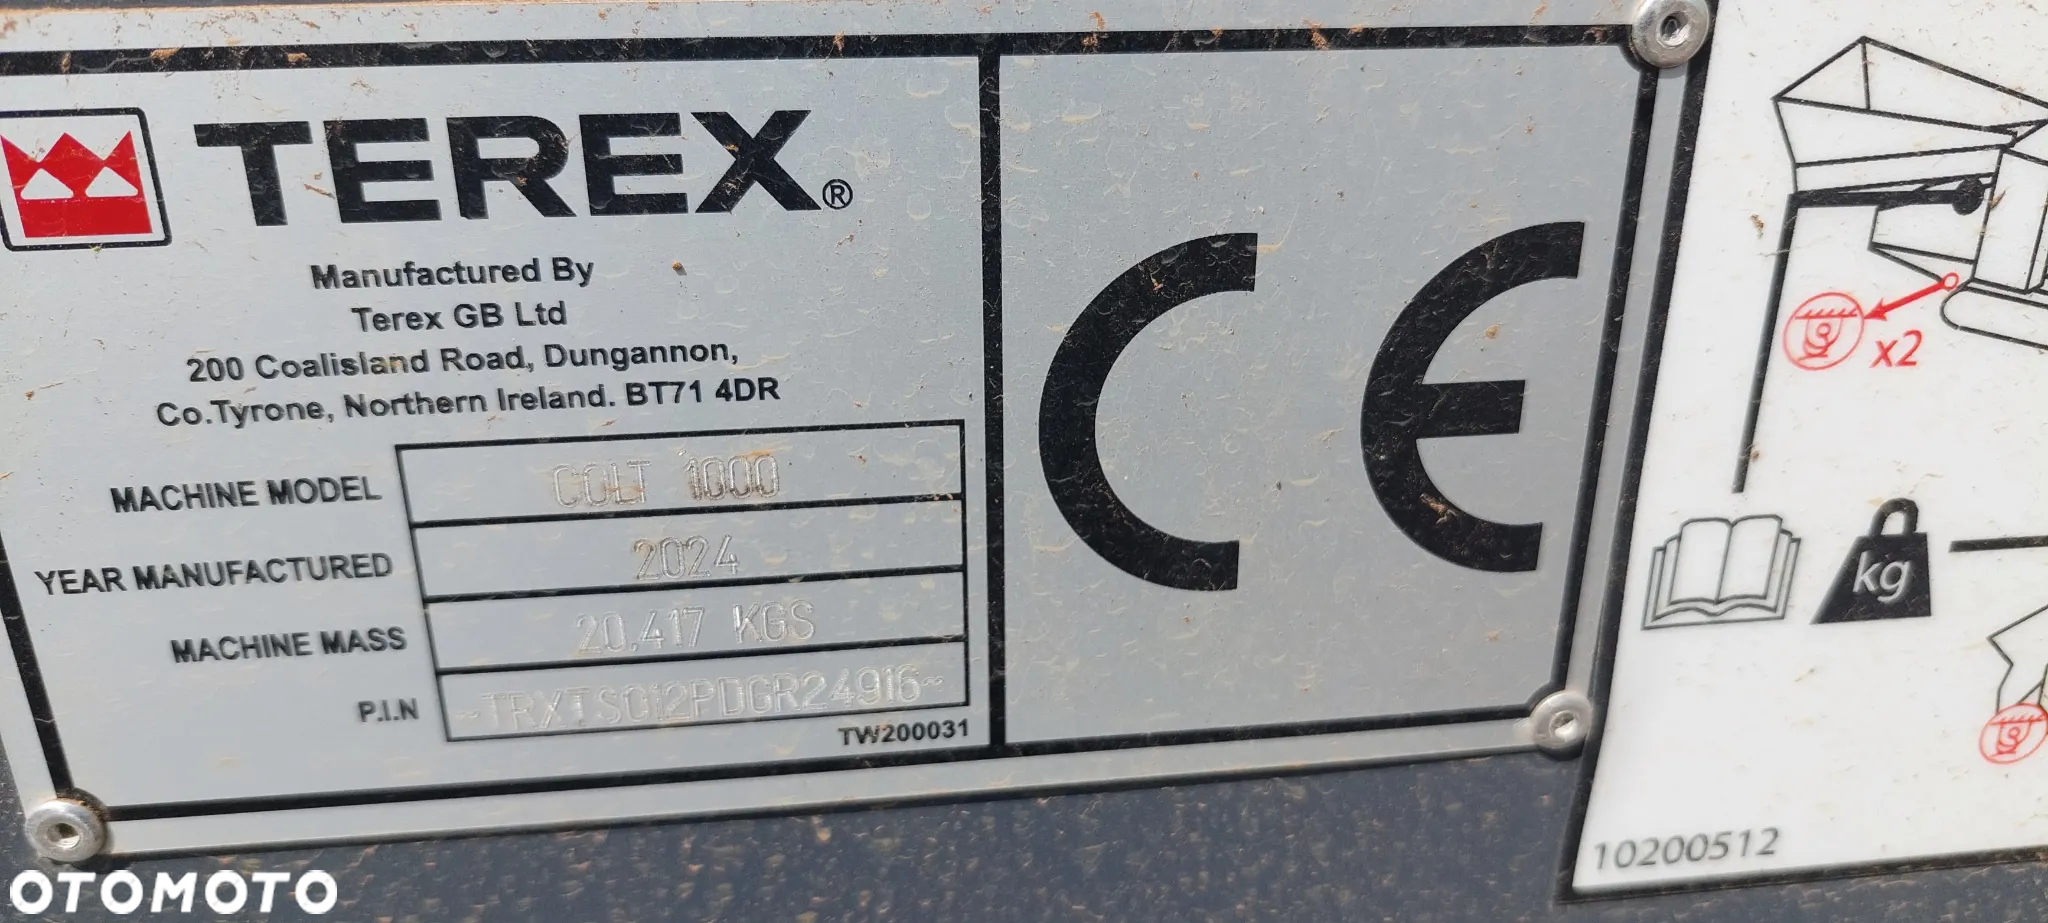 TEREX®
Manufactured By
Terex GB Ltd
200 Coalisland Road, Dungannon,
Co.Tyrone, Northern Ireland. BT71 4DR
MACHINE MODEL COLT 1000
YEAR MANUFACTURED 2024
MACHINE MASS 20,417 KGS
P.I.N ~TRXTS012PDGR24916~
TW200031
CE
x2
kg
10200512
OTOMOTO